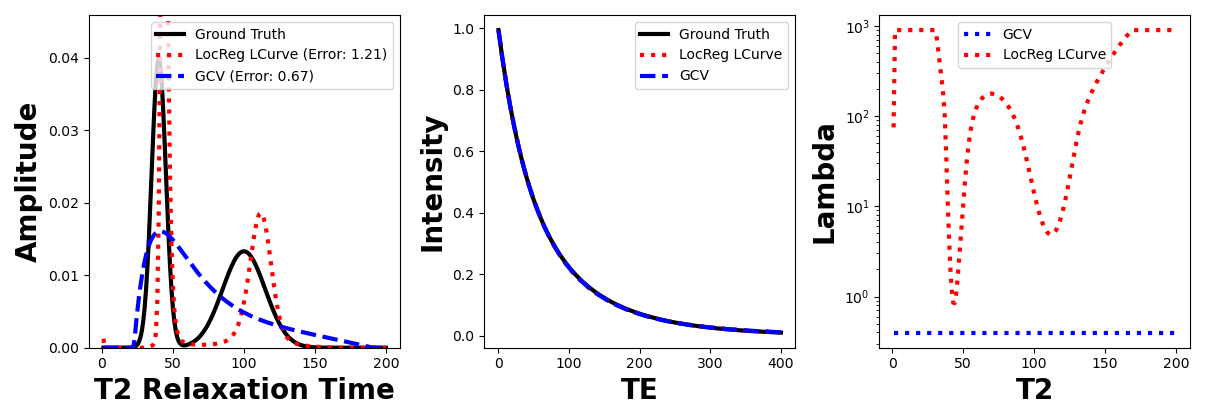 Amplitude
0.04
0.03
0.02
0.01
0.00
0
50
100
150
200
T2 Relaxation Time
Ground Truth
LocReg LCurve (Error: 1.21)
GCV (Error: 0.67)
Intensity
1.0
0.8
0.6
0.4
0.2
0.0
0
100
200
300
400
TE
Ground Truth
LocReg LCurve
GCV
Lambda
10³
10²
10¹
10⁰
0
50
100
150
200
T2
GCV
LocReg LCurve